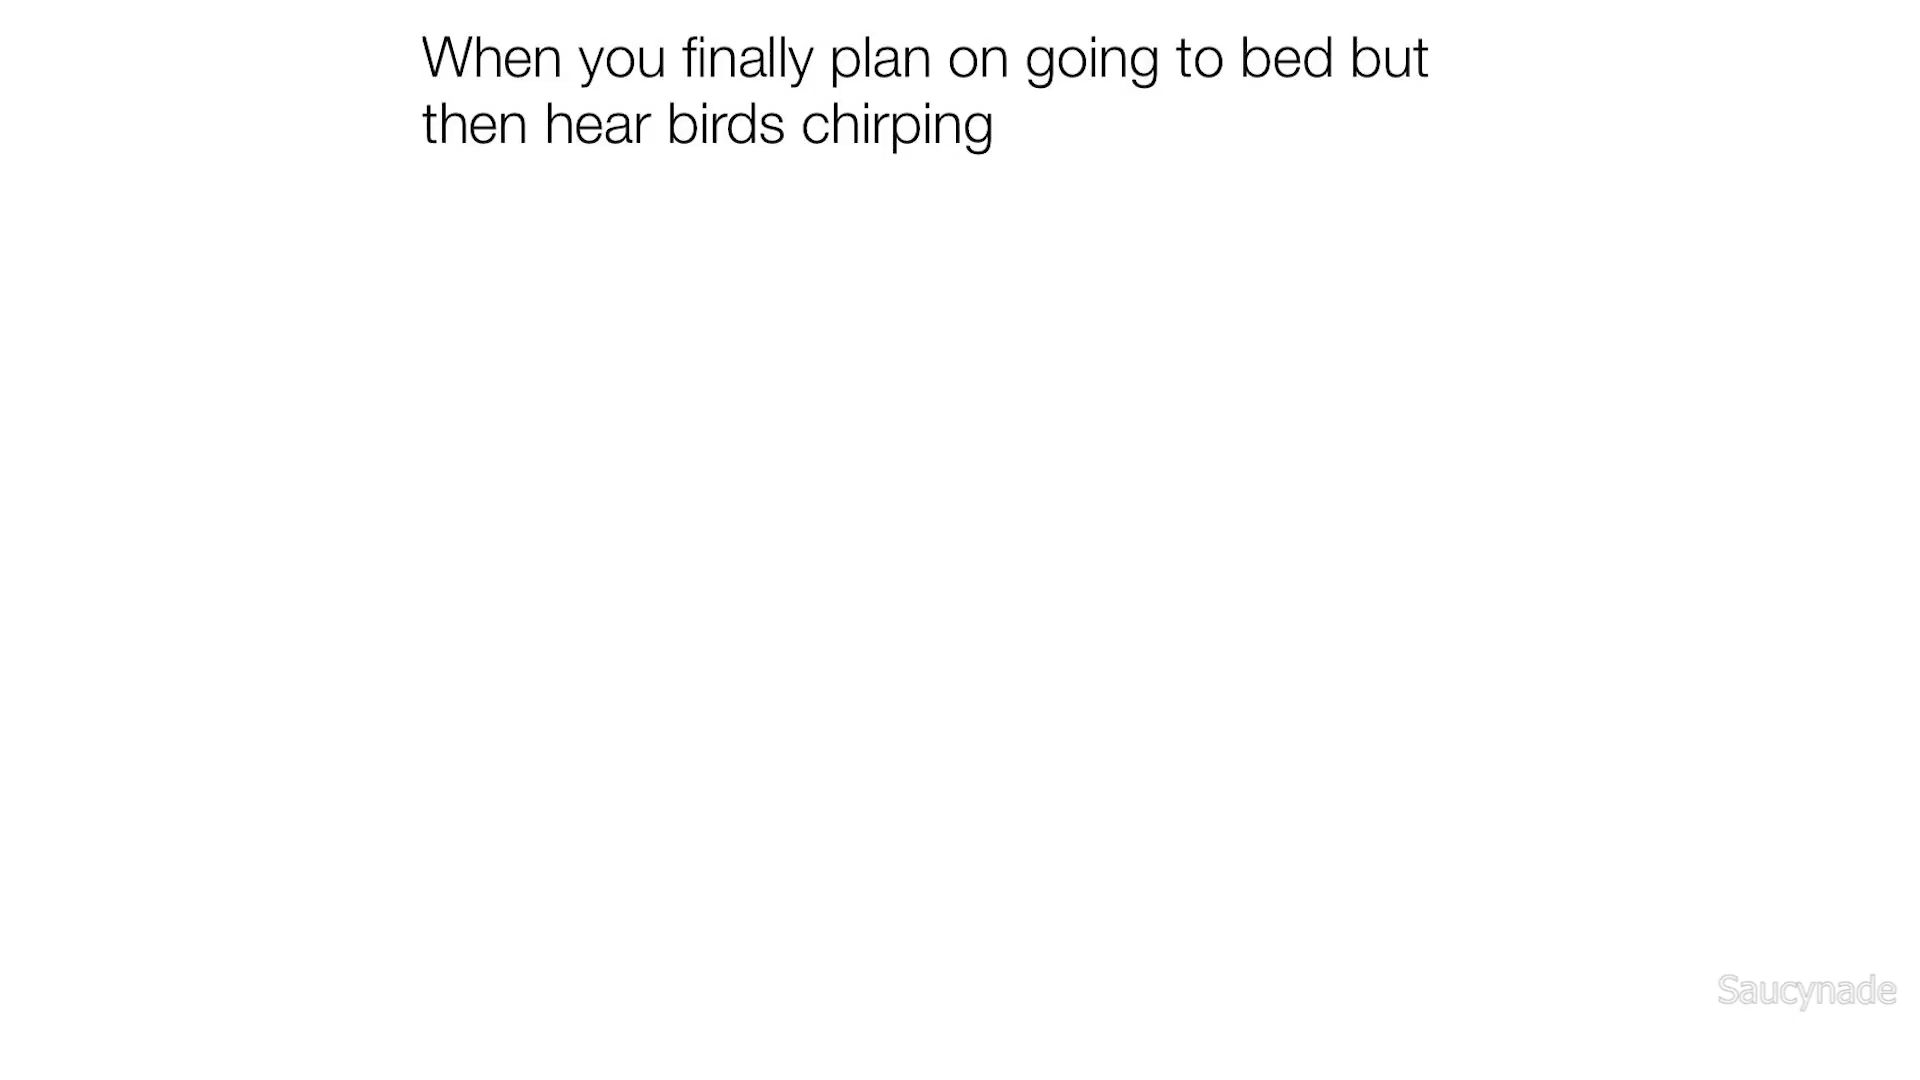 When you finally plan on going to bed but
then hear birds chirping
Saucynade